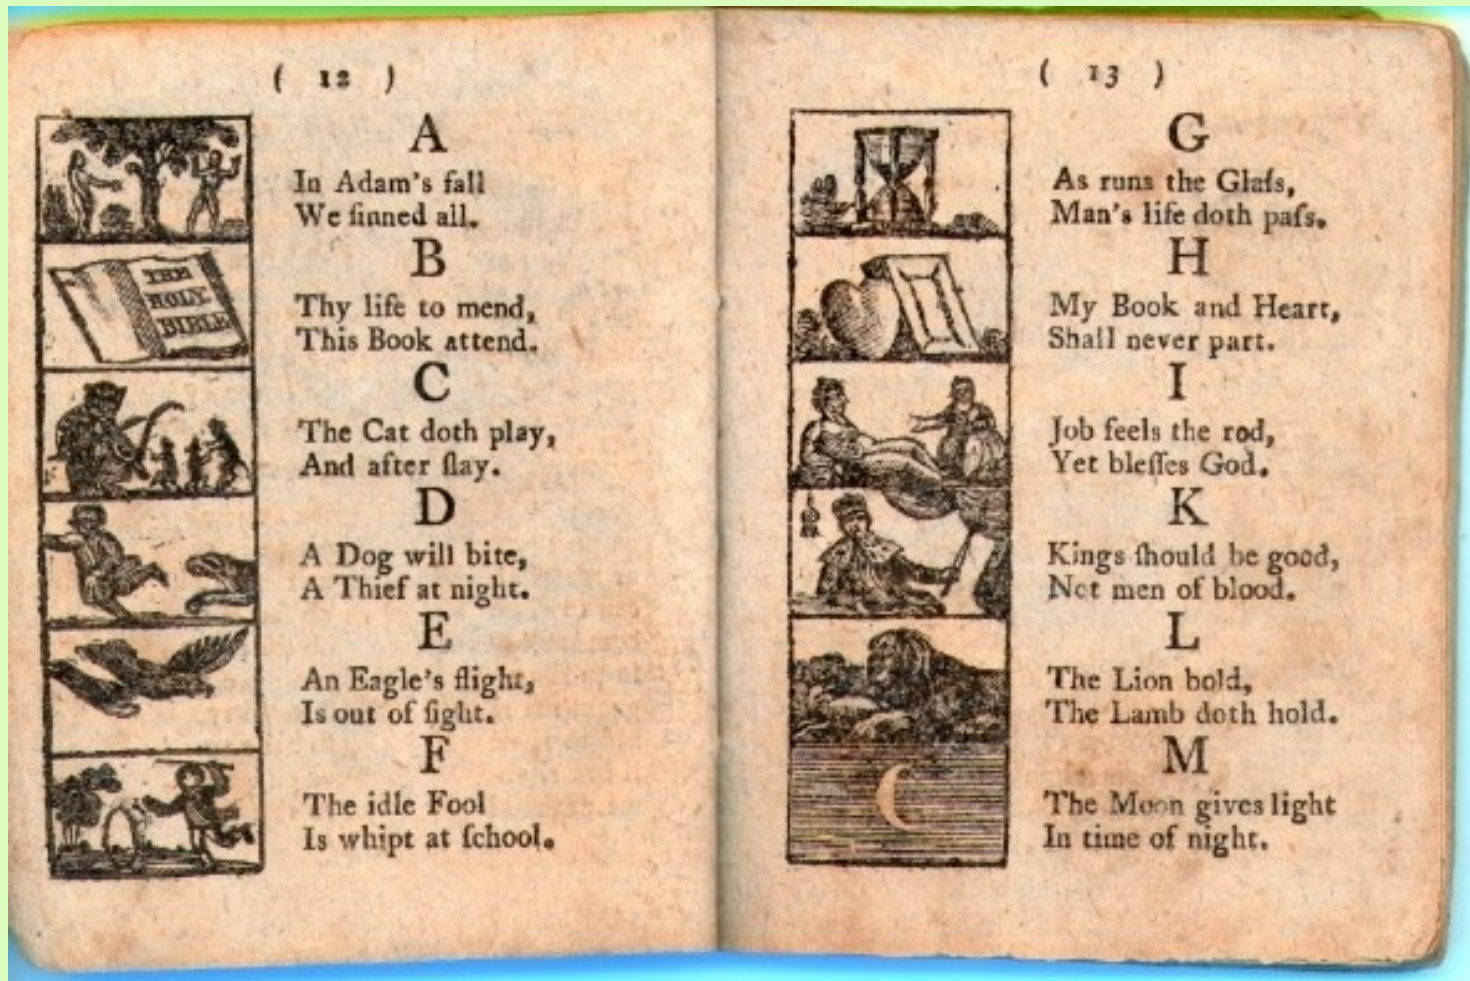 ( 12 )
A
In Adam's fall
We ſinned all.
B
THE
HOLY
BIBLE
Thy life to mend,
This Book attend.
C
The Cat doth play,
And after ſlay.
D
A Dog will bite,
A Thief at night.
E
An Eagle's flight,
Is out of ſight.
F
The idle Fool
Is whipt at ſchool.
( 13 )
G
As runs the Glaſs,
Man's life doth paſs.
H
My Book and Heart,
Shall never part.
I
Job feels the rod,
Yet bleſſes God.
K
Kings ſhould be good,
Not men of blood.
L
The Lion bold,
The Lamb doth hold.
M
The Moon gives light
In time of night.